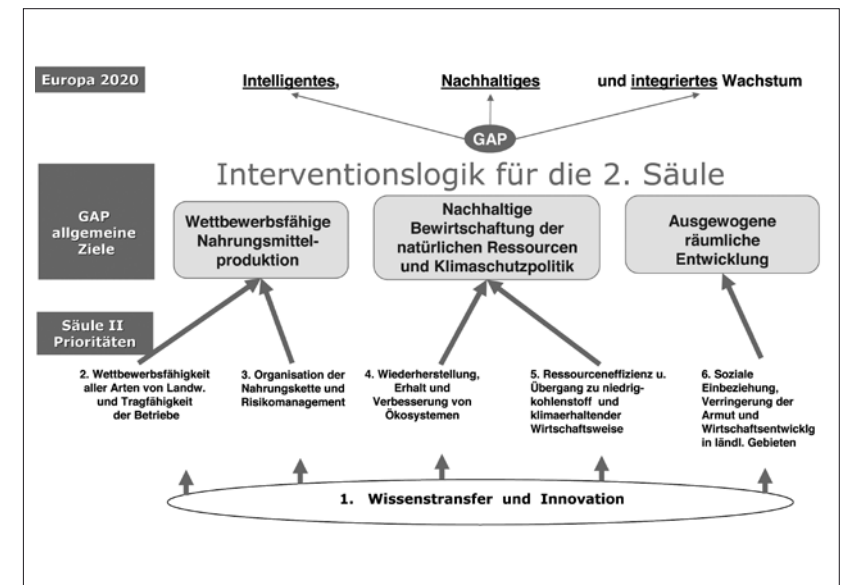 Europa 2020
Intelligentes,
Nachhaltiges
und integriertes Wachstum
GAP
Interventionslogik für die 2. Säule
GAP
allgemeine
Ziele
Wettbewerbsfähige
Nahrungsmittel-
produktion
Nachhaltige
Bewirtschaftung der
natürlichen Ressourcen
und Klimaschutzpolitik
Ausgewogene
räumliche
Entwicklung
Säule II
Prioritäten
2. Wettbewerbsfähigkeit
aller Arten von Landw.
und Tragfähigkeit
der Betriebe
3. Organisation der
Nahrungskette und
Risikomanagement
4. Wiederherstellung,
Erhalt und
Verbesserung von
Ökosystemen
5. Ressourceneffizienz u.
Übergang zu niedrig-
kohlenstoff und
klimaerhaltender
Wirtschaftsweise
6. Soziale
Einbeziehung,
Verringerung der
Armut und
Wirtschaftsentwicklg
in ländl. Gebieten
1. Wissenstransfer und Innovation